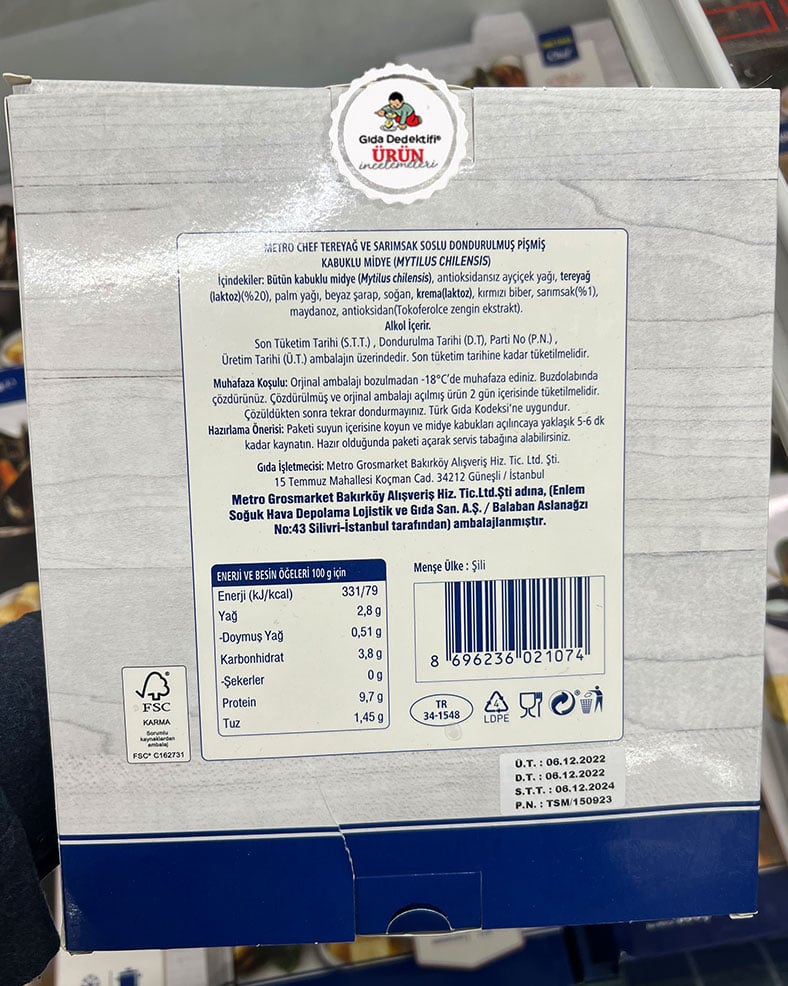 Gıda Dedektifi®
ÜRÜN
incelemeleri
METRO CHEF TEREYAĞ VE SARIMSAK SOSLU DONDURULMUŞ PİŞMİŞ
KABUKLU MİDYE (MYTILUS CHILENSIS)
İçindekiler: Bütün kabuklu midye (Mytilus chilensis), antioksidansız ayçiçek yağı, tereyağ
(laktoz)(%20), palm yağı, beyaz şarap, soğan, krema(laktoz), kırmızı biber, sarımsak(%1),
maydanoz, antioksidan(Tokoferolce zengin ekstrakt).
Alkol İçerir.
Son Tüketim Tarihi (S.T.T.) , Dondurulma Tarihi (D.T), Parti No (P.N.) ,
Üretim Tarihi (Ü.T.) ambalajın üzerindedir. Son tüketim tarihine kadar tüketilmelidir.
Muhafaza Koşulu: Orjinal ambalajı bozulmadan -18°C'de muhafaza ediniz. Buzdolabında
çözdürünüz. Çözdürülmüş ve orjinal ambalajı açılmış ürün 2 gün içerisinde tüketilmelidir.
Çözüldükten sonra tekrar dondurmayınız. Türk Gıda Kodeksi'ne uygundur.
Hazırlama Önerisi: Paketi suyun içerisine koyun ve midye kabukları açılıncaya yaklaşık 5-6 dk
kadar kaynatın. Hazır olduğunda paketi açarak servis tabağına alabilirsiniz.
Gıda İşletmecisi: Metro Grosmarket Bakırköy Alışveriş Hiz. Tic. Ltd. Şti.
15 Temmuz Mahallesi Koçman Cad. 34212 Güneşli / İstanbul
Metro Grosmarket Bakırköy Alışveriş Hiz. Tic.Ltd.Şti adına, (Enlem
Soğuk Hava Depolama Lojistik ve Gıda San. A.Ş. / Balaban Aslanağzı
No:43 Silivri-İstanbul tarafından) ambalajlanmıştır.
ENERJİ VE BESİN ÖĞELERİ 100 g için
Enerji (kJ/kcal) 331/79
Yağ 2,8 g
-Doymuş Yağ 0,51 g
Karbonhidrat 3,8 g
-Şekerler 0 g
Protein 9,7 g
Tuz 1,45 g
Menşe Ülke : Şili
8 696236 021074
TR
34-1548
4
LDPE
FSC
KARMA
Sorumlu
kaynaklardan
ambalaj
FSC® C162731
Ü.T. : 06.12.2022
D.T. : 06.12.2022
S.T.T. : 06.12.2024
P.N. : TSM/150923